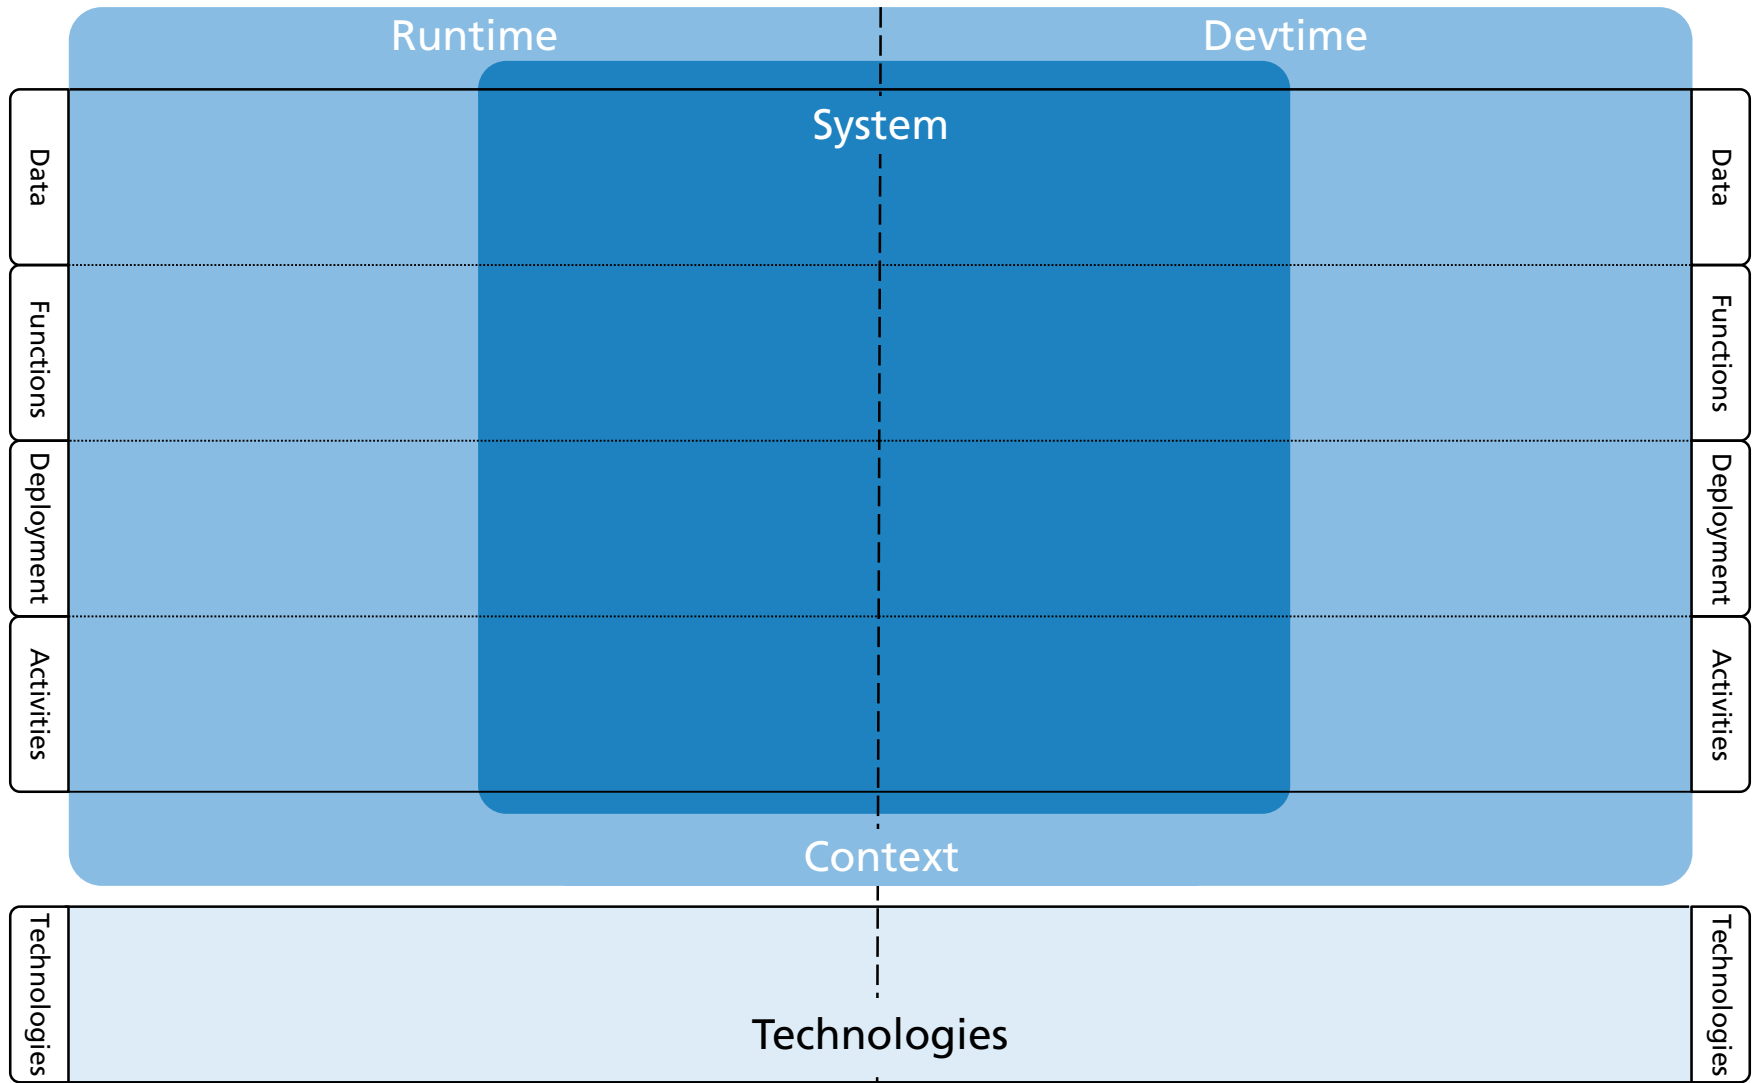 Runtime
Devtime
System
Data
Data
Functions
Functions
Deployment
Deployment
Activities
Activities
Context
Technologies
Technologies
Technologies